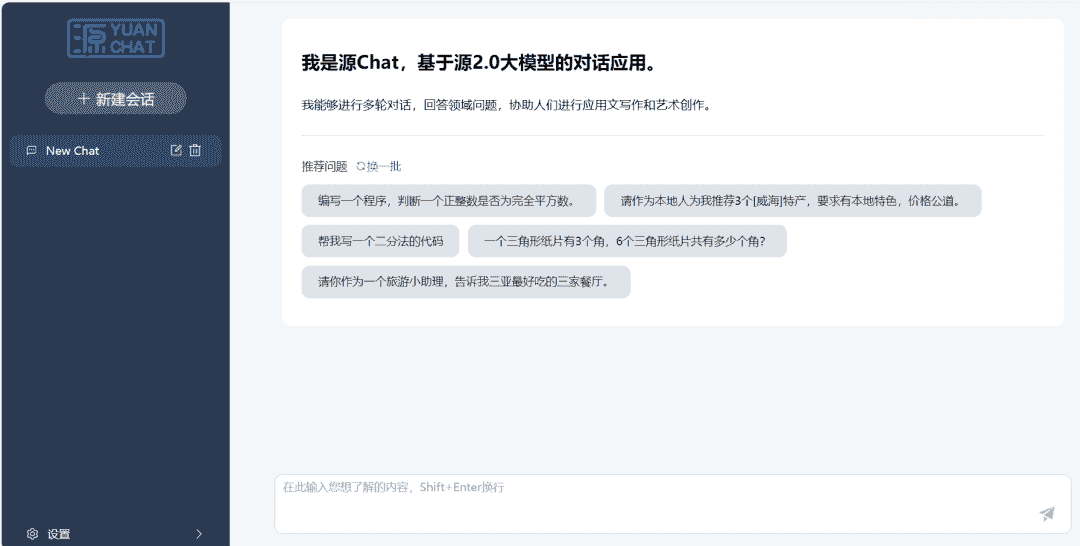 源 YUAN
CHAT
+ 新建会话
New Chat
设置
我是源Chat，基于源2.0大模型的对话应用。
我能够进行多轮对话，回答领域问题，协助人们进行应用文写作和艺术创作。
推荐问题 换一批
编写一个程序，判断一个正整数是否为完全平方数。 请作为本地人为我推荐3个[威海]特产，要求有本地特色，价格公道。
帮我写一个二分法的代码 一个三角形纸片有3个角，6个三角形纸片共有多少个角？
请你作为一个旅游小助理，告诉我三亚最好吃的三家餐厅。
在此输入您想了解的内容，Shift+Enter换行